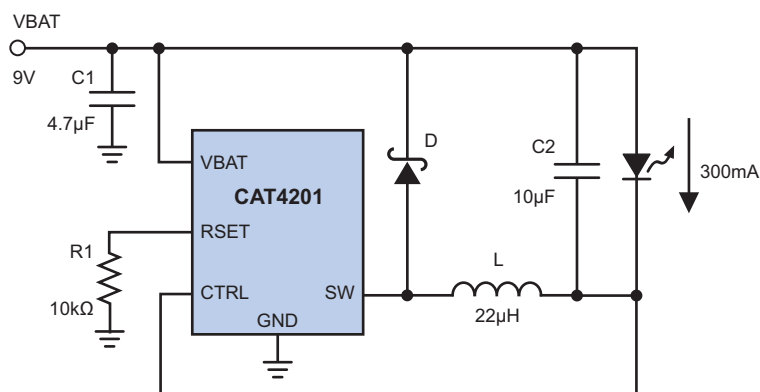 VBAT
9V
C1
4.7µF
VBAT
CAT4201
RSET
CTRL
SW
GND
R1
10kΩ
D
L
22µH
C2
10µF
300mA